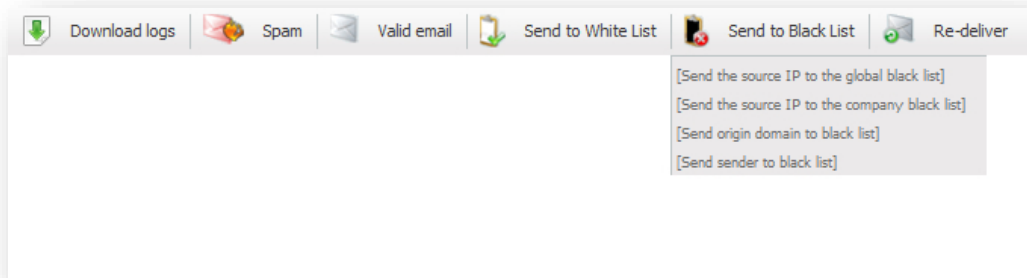 Download logs Spam Valid email Send to White List Send to Black List Re-deliver
[Send the source IP to the global black list]
[Send the source IP to the company black list]
[Send origin domain to black list]
[Send sender to black list]